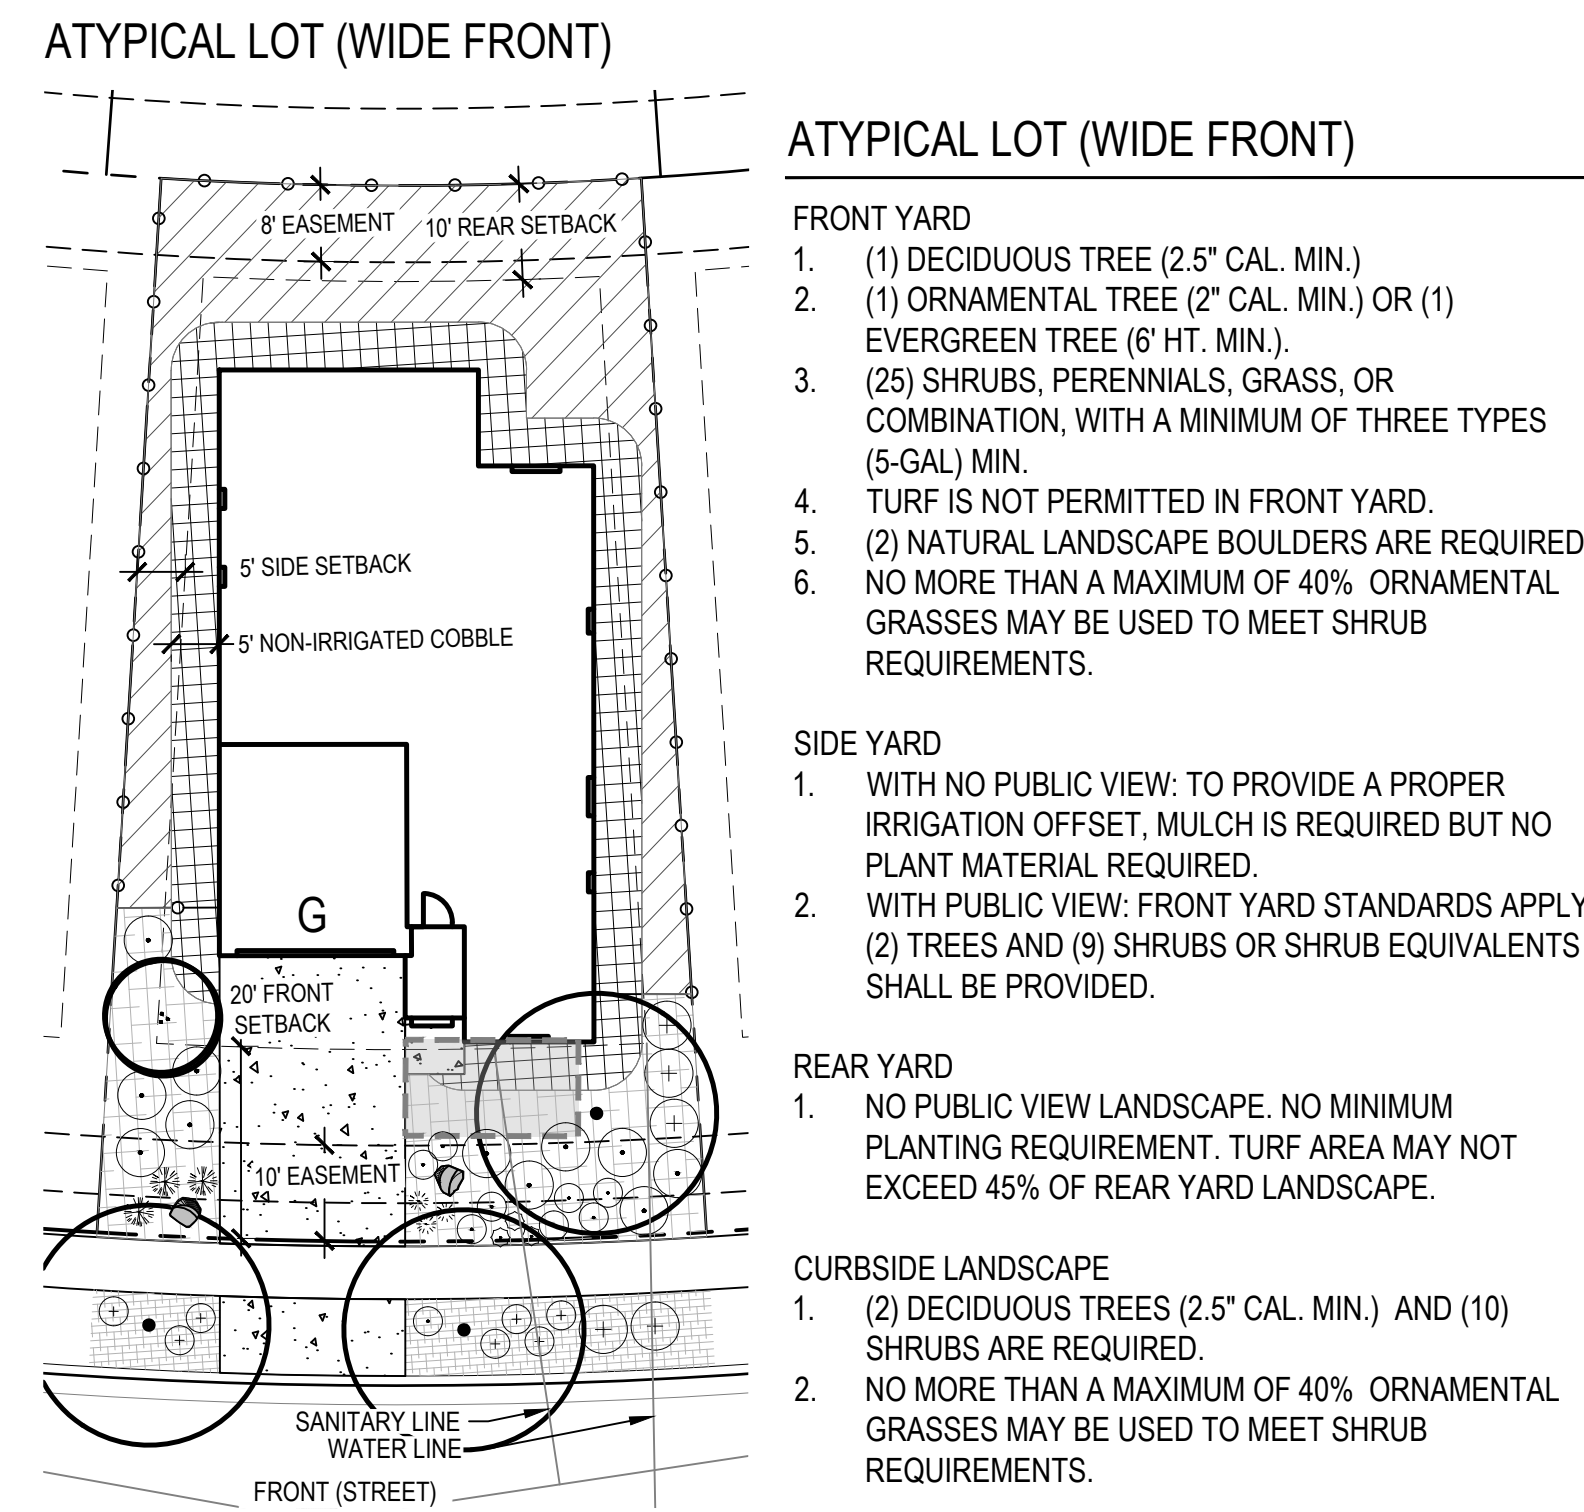 ATYPICAL LOT (WIDE FRONT)
8' EASEMENT
10' REAR SETBACK
5' SIDE SETBACK
5' NON-IRRIGATED COBBLE
G
20' FRONT
SETBACK
10' EASEMENT
SANITARY LINE
WATER LINE
FRONT (STREET)
ATYPICAL LOT (WIDE FRONT)
FRONT YARD
1. (1) DECIDUOUS TREE (2.5" CAL. MIN.)
2. (1) ORNAMENTAL TREE (2" CAL. MIN.) OR (1)
EVERGREEN TREE (6' HT. MIN.).
3. (25) SHRUBS, PERENNIALS, GRASS, OR
COMBINATION, WITH A MINIMUM OF THREE TYPES
(5-GAL) MIN.
4. TURF IS NOT PERMITTED IN FRONT YARD.
5. (2) NATURAL LANDSCAPE BOULDERS ARE REQUIRED
6. NO MORE THAN A MAXIMUM OF 40% ORNAMENTAL
GRASSES MAY BE USED TO MEET SHRUB
REQUIREMENTS.
SIDE YARD
1. WITH NO PUBLIC VIEW: TO PROVIDE A PROPER
IRRIGATION OFFSET, MULCH IS REQUIRED BUT NO
PLANT MATERIAL REQUIRED.
2. WITH PUBLIC VIEW: FRONT YARD STANDARDS APPLY
(2) TREES AND (9) SHRUBS OR SHRUB EQUIVALENTS
SHALL BE PROVIDED.
REAR YARD
1. NO PUBLIC VIEW LANDSCAPE. NO MINIMUM
PLANTING REQUIREMENT. TURF AREA MAY NOT
EXCEED 45% OF REAR YARD LANDSCAPE.
CURBSIDE LANDSCAPE
1. (2) DECIDUOUS TREES (2.5" CAL. MIN.) AND (10)
SHRUBS ARE REQUIRED.
2. NO MORE THAN A MAXIMUM OF 40% ORNAMENTAL
GRASSES MAY BE USED TO MEET SHRUB
REQUIREMENTS.